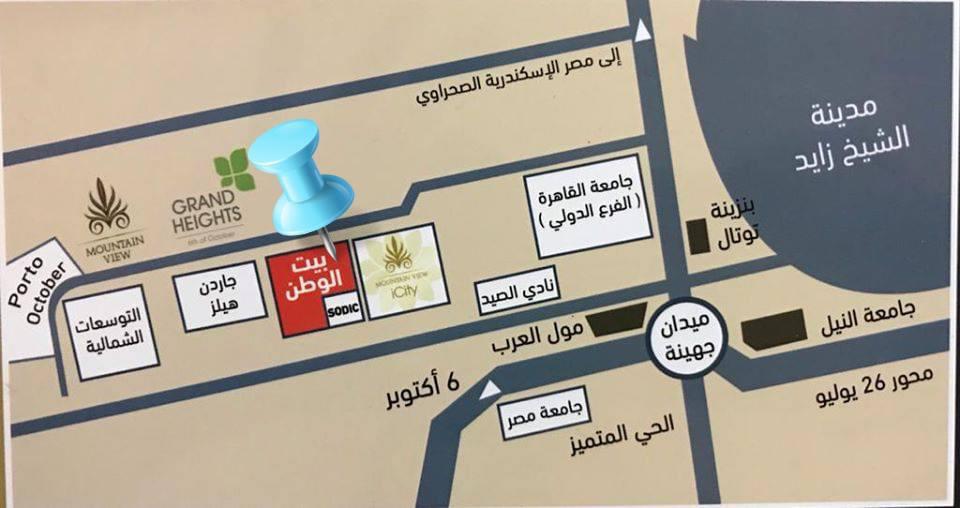 إلى مصر الإسكندرية الصحراوي
مدينة
الشيخ زايد
جامعة القاهرة
( الفرع الدولي )
بنزينة
توتال
GRAND
HEIGHTS
6th of October
MOUNTAIN
VIEW
Porto
October
التوسعات
الشمالية
جاردن
هيلز
بيت
الوطن
SODIC
MOUNTAIN VIEW
iCity
نادي الصيد
مول العرب
ميدان
جهينة
جامعة النيل
محور 26 يوليو
6 أكتوبر
جامعة مصر
الحي المتميز